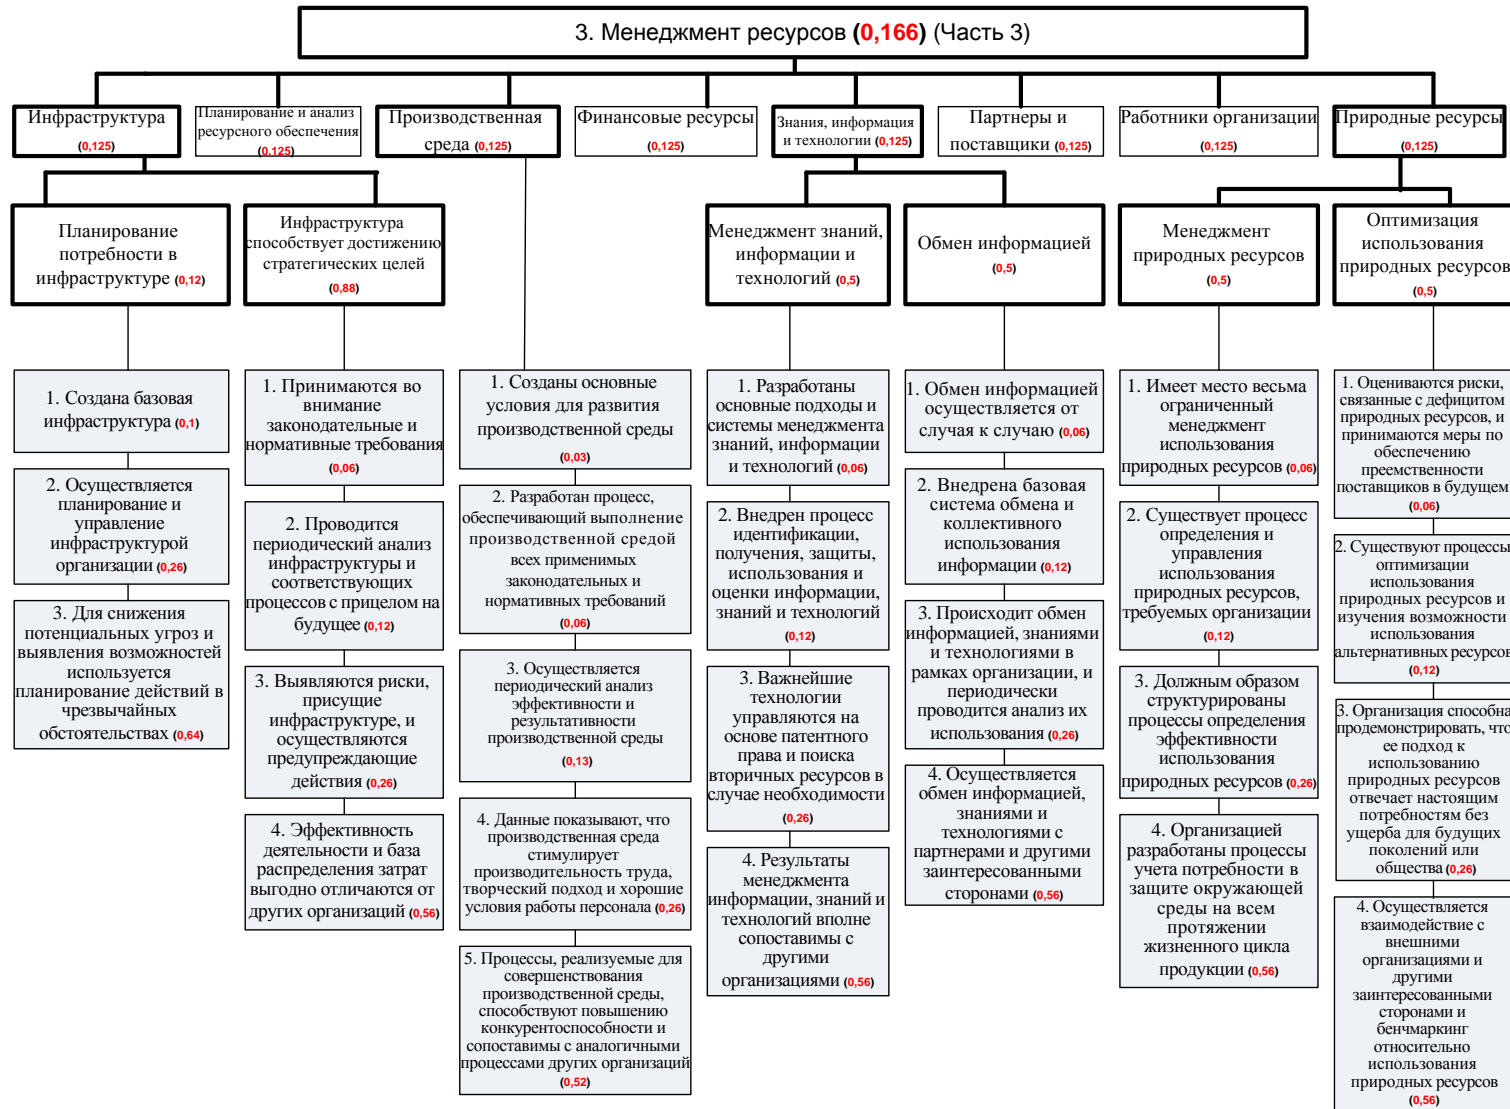 3. Менеджмент ресурсов (0,166) (Часть 3)
Инфраструктура
(0,125)
Планирование и анализ
ресурсного обеспечения
(0,125)
Производственная
среда (0,125)
Финансовые ресурсы
(0,125)
Знания, информация
и технологии (0,125)
Партнеры и
поставщики (0,125)
Работники организации
(0,125)
Природные ресурсы
(0,125)
Планирование
потребности в
инфраструктуре (0,12)
Инфраструктура
способствует достижению
стратегических целей
(0,88)
Менеджмент знаний,
информации и
технологий (0,5)
Обмен информацией
(0,5)
Менеджмент
природных ресурсов
(0,5)
Оптимизация
использования
природных ресурсов
(0,5)
1. Создана базовая
инфраструктура (0,1)
2. Осуществляется
планирование и
управление
инфраструктурой
организации (0,26)
3. Для снижения
потенциальных угроз и
выявления возможностей
используется
планирование действий в
чрезвычайных
обстоятельствах (0,64)
1. Принимаются во
внимание
законодательные и
нормативные требования
(0,06)
2. Проводится
периодический анализ
инфраструктуры и
соответствующих
процессов с прицелом на
будущее (0,12)
3. Выявляются риски,
присущие
инфраструктуре, и
осуществляются
предупреждающие
действия (0,26)
4. Эффективность
деятельности и база
распределения затрат
выгодно отличаются от
других организаций (0,56)
1. Созданы основные
условия для развития
производственной среды
(0,03)
2. Разработан процесс,
обеспечивающий выполнение
производственной средой
всех применимых
законодательных и
нормативных требований
(0,06)
3. Осуществляется
периодический анализ
эффективности и
результативности
производственной среды
(0,13)
4. Данные показывают, что
производственная среда
стимулирует
производительность труда,
творческий подход и хорошие
условия работы персонала (0,26)
5. Процессы, реализуемые для
совершенствования
производственной среды,
способствуют повышению
конкурентоспособности и
сопоставимы с аналогичными
процессами других организаций
(0,52)
1. Разработаны
основные подходы и
системы менеджмента
знаний, информации
и технологий (0,06)
2. Внедрен процесс
идентификации,
получения, защиты,
использования и
оценки информации,
знаний и технологий
(0,12)
3. Важнейшие
технологии
управляются на
основе патентного
права и поиска
вторичных ресурсов в
случае необходимости
(0,26)
4. Результаты
менеджмента
информации, знаний и
технологий вполне
сопоставимы с
другими
организациями (0,56)
1. Обмен информацией
осуществляется от
случая к случаю (0,06)
2. Внедрена базовая
система обмена и
коллективного
использования
информации (0,12)
3. Происходит обмен
информацией, знаниями
и технологиями в
рамках организации, и
периодически
проводится анализ их
использования (0,26)
4. Осуществляется
обмен информацией,
знаниями и
технологиями с
партнерами и другими
заинтересованными
сторонами (0,56)
1. Имеет место весьма
ограниченный
менеджмент
использования
природных ресурсов (0,06)
2. Существует процесс
определения и
управления
использования
природных ресурсов,
требуемых организации
(0,12)
3. Должным образом
структурированы
процессы определения
эффективности
использования
природных ресурсов (0,26)
4. Организацией
разработаны процессы
учета потребности в
защите окружающей
среды на всем
протяжении
жизненного цикла
продукции (0,56)
1. Оцениваются риски,
связанные с дефицитом
природных ресурсов, и
принимаются меры по
обеспечению
преемственности
поставщиков в будущем
(0,06)
2. Существуют процессы
оптимизации
использования
природных ресурсов и
изучения возможности
использования
альтернативных ресурсов
(0,12)
3. Организация способна
продемонстрировать, что
ее подход к
использованию
природных ресурсов
отвечает настоящим
потребностям без
ущерба для будущих
поколений или
общества (0,26)
4. Осуществляется
взаимодействие с
внешними
организациями и
другими
заинтересованными
сторонами и
бенчмаркинг
относительно
использования
природных ресурсов
(0,56)